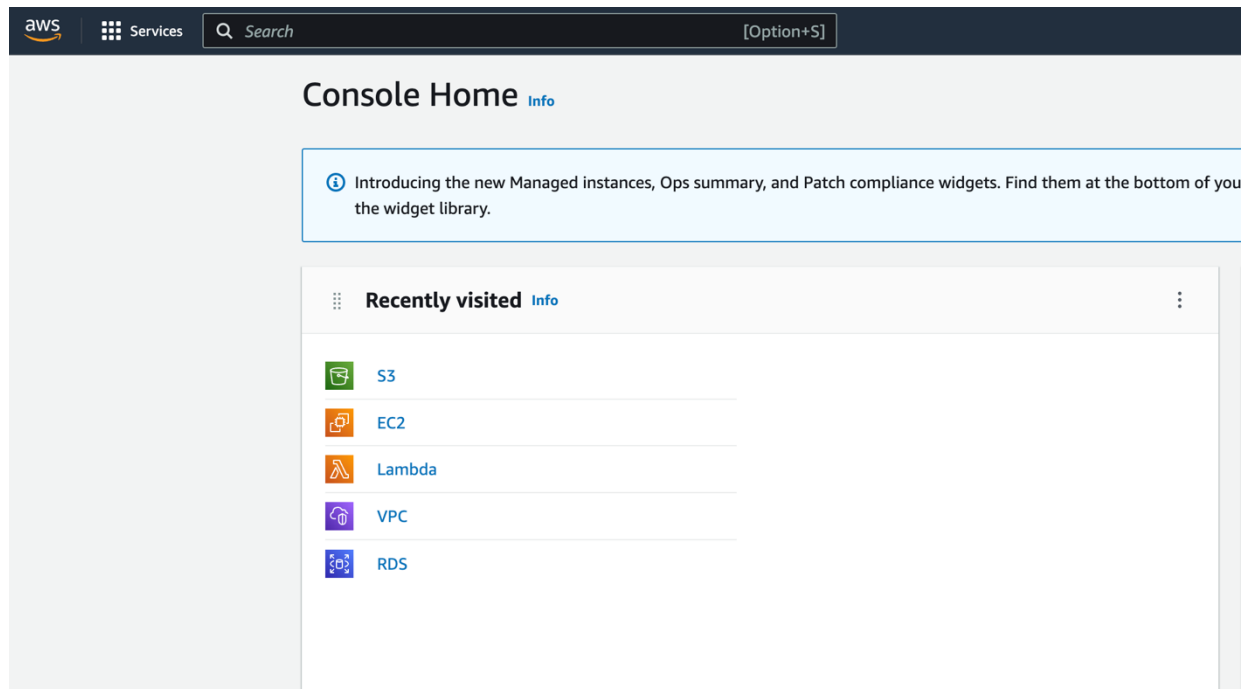 aws Services Search [Option+S]
Console Home Info
Introducing the new Managed instances, Ops summary, and Patch compliance widgets. Find them at the bottom of you
the widget library.
Recently visited Info
S3
EC2
Lambda
VPC
RDS